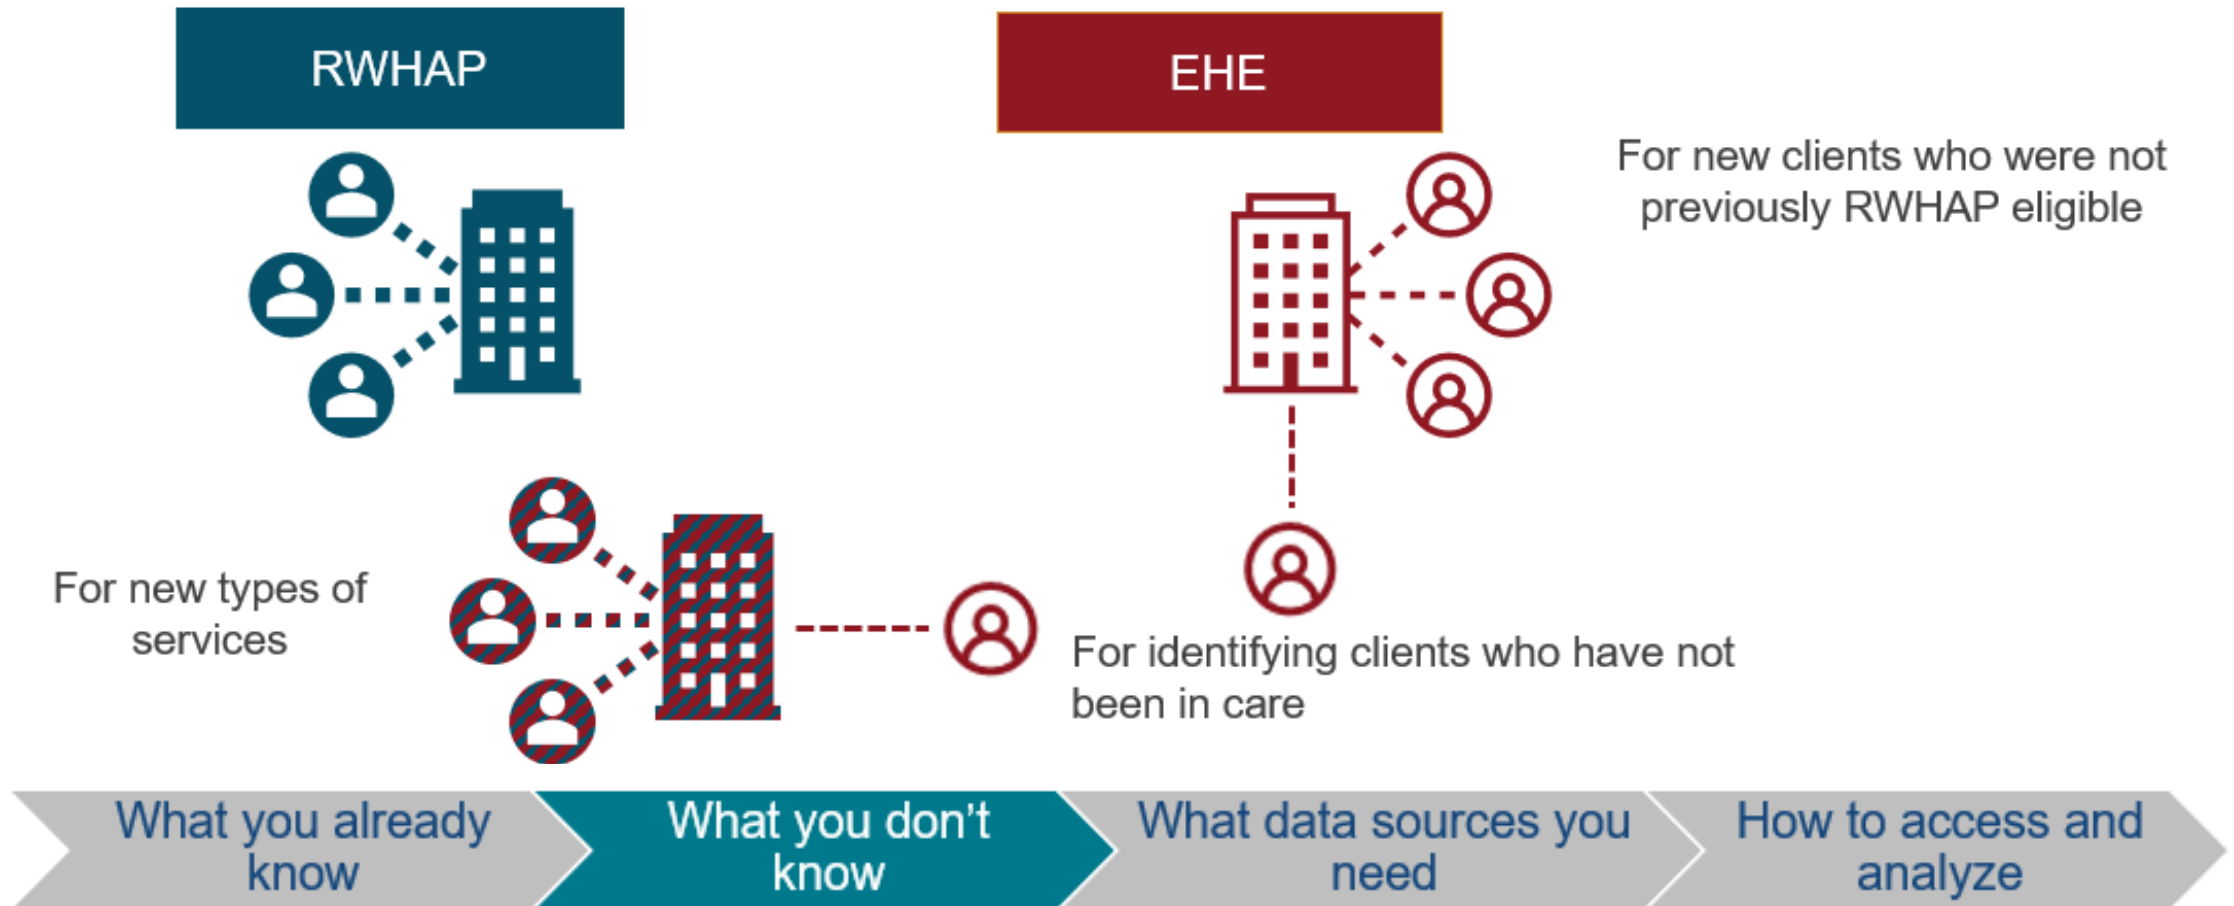 RWHAP
EHE
For new clients who were not
previously RWHAP eligible
For new types of
services
For identifying clients who have not
been in care
What you already
know
What you don’t
know
What data sources you
need
How to access and
analyze